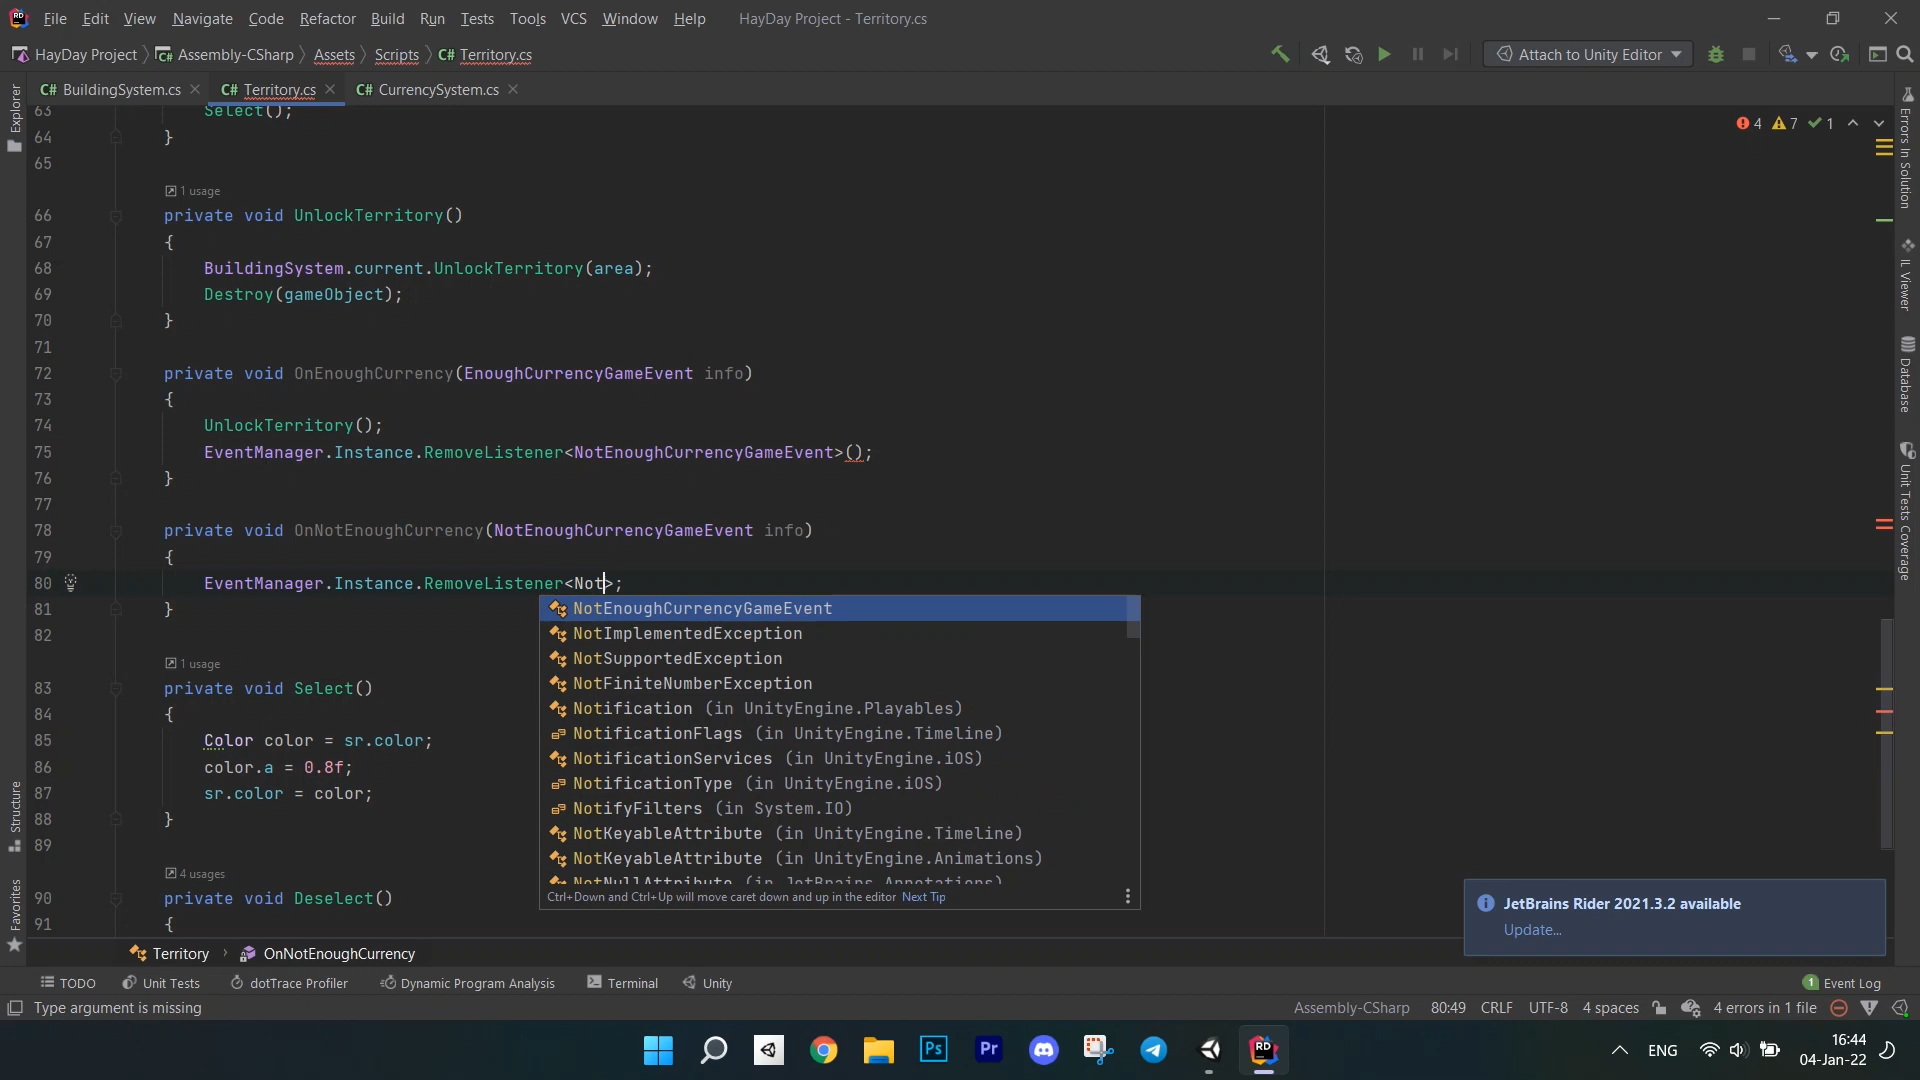 File Edit View Navigate Code Refactor Build Run Tests Tools VCS Window Help HayDay Project - Territory.cs
HayDay Project Assembly-CSharp Assets Scripts C# Territory.cs Attach to Unity Editor
C# BuildingSystem.cs C# Territory.cs C# CurrencySystem.cs
Explorer
63 Select();
4 7 1
64 }
65
1 usage
66 private void UnlockTerritory()
67 {
68 BuildingSystem.current.UnlockTerritory(area);
69 Destroy(gameObject);
70 }
71
72 private void OnEnoughCurrency(EnoughCurrencyGameEvent info)
73 {
74 UnlockTerritory();
75 EventManager.Instance.RemoveListener<NotEnoughCurrencyGameEvent>();
76 }
77
78 private void OnNotEnoughCurrency(NotEnoughCurrencyGameEvent info)
79 {
80 EventManager.Instance.RemoveListener<Not>;
81 }
82
1 usage
83 private void Select()
84 {
85 Color color = sr.color;
86 color.a = 0.8f;
87 sr.color = color;
88 }
89
4 usages
90 private void Deselect()
91 {
NotEnoughCurrencyGameEvent
NotImplementedException
NotSupportedException
NotFiniteNumberException
Notification (in UnityEngine.Playables)
NotificationFlags (in UnityEngine.Timeline)
NotificationServices (in UnityEngine.iOS)
NotificationType (in UnityEngine.iOS)
NotifyFilters (in System.IO)
NotKeyableAttribute (in UnityEngine.Timeline)
NotKeyableAttribute (in UnityEngine.Animations)
NotNullAttribute (in JetBrains.Annotations)
Ctrl+Down and Ctrl+Up will move caret down and up in the editor Next Tip
Errors In Solution
IL Viewer
Database
Unit Tests Coverage
Structure
Favorites
JetBrains Rider 2021.3.2 available
Update...
Territory OnNotEnoughCurrency
TODO Unit Tests dotTrace Profiler Dynamic Program Analysis Terminal Unity 1 Event Log
Type argument is missing Assembly-CSharp 80:49 CRLF UTF-8 4 spaces 4 errors in 1 file
Ps Pr RD ENG 16:44
04-Jan-22